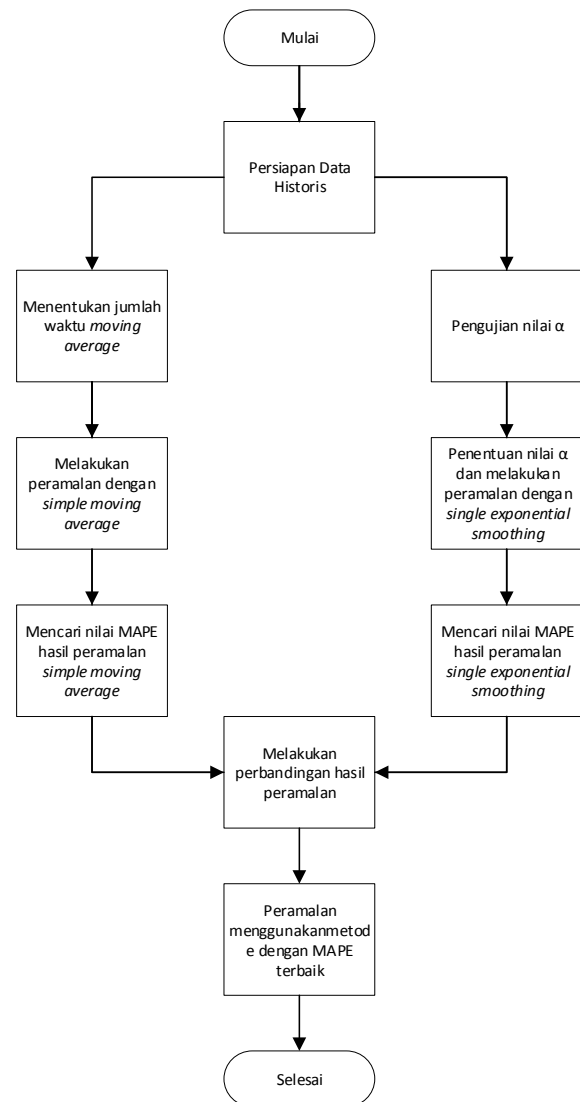 Mulai
Persiapan Data
Historis
Menentukan jumlah
waktu moving
average
Pengujian nilai α
Melakukan
peramalan dengan
simple moving
average
Penentuan nilai α
dan melakukan
peramalan dengan
single exponential
smoothing
Mencari nilai MAPE
hasil peramalan
simple moving
average
Mencari nilai MAPE
hasil peramalan
single exponential
smoothing
Melakukan
perbandingan hasil
peramalan
Peramalan
menggunakanmetod
e dengan MAPE
terbaik
Selesai